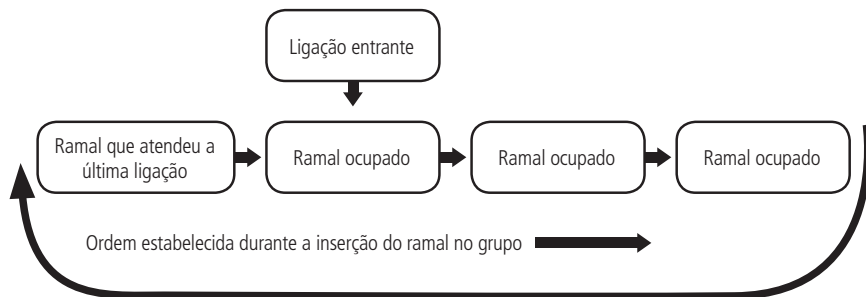 Ligação entrante
Ramal que atendeu a
última ligação
Ramal ocupado
Ramal ocupado
Ramal ocupado
Ordem estabelecida durante a inserção do ramal no grupo